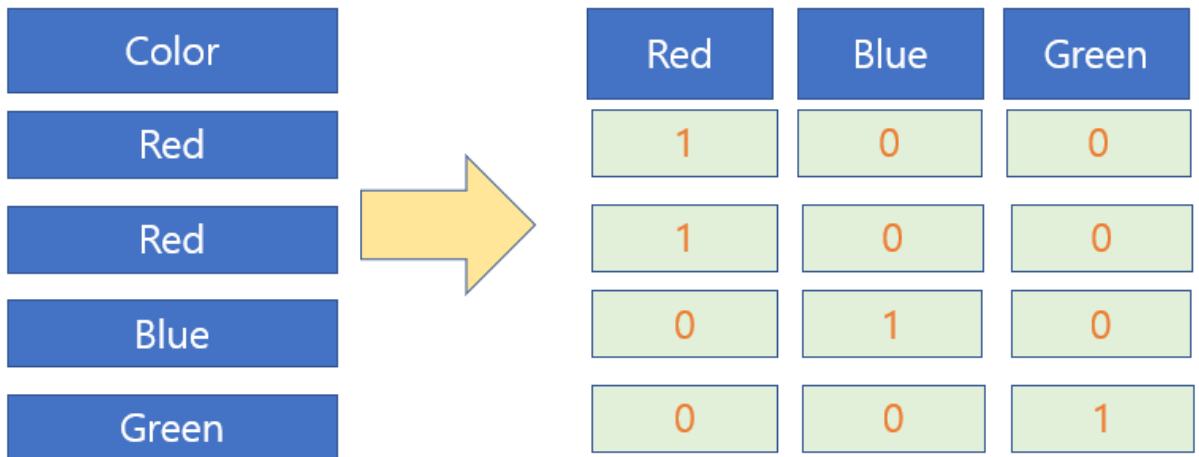 Color
Red
Red
Blue
Green
Red Blue Green
1 0 0
1 0 0
0 1 0
0 0 1